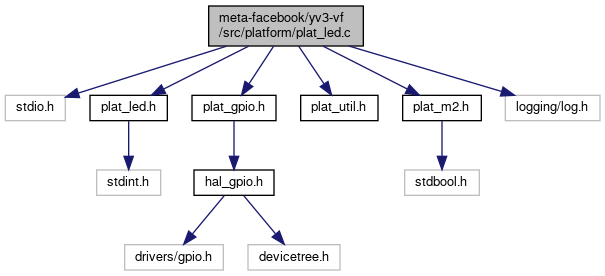 meta-facebook/yv3-vf
/src/platform/plat_led.c
stdio.h
plat_led.h
plat_gpio.h
plat_util.h
plat_m2.h
logging/log.h
stdint.h
hal_gpio.h
stdbool.h
drivers/gpio.h
devicetree.h